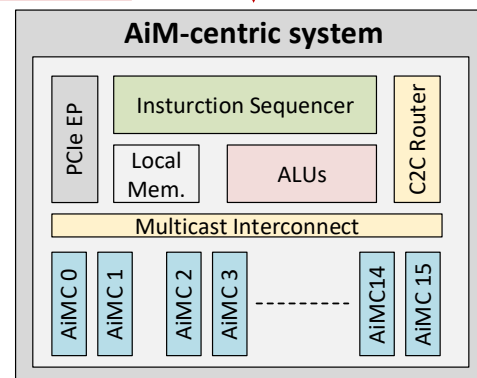 AiM-centric system
PCIe EP
Insturction Sequencer
C2C Router
Local
Mem.
ALUs
Multicast Interconnect
AiMC 0
AiMC 1
AiMC 2
AiMC 3
AiMC14
AiMC 15